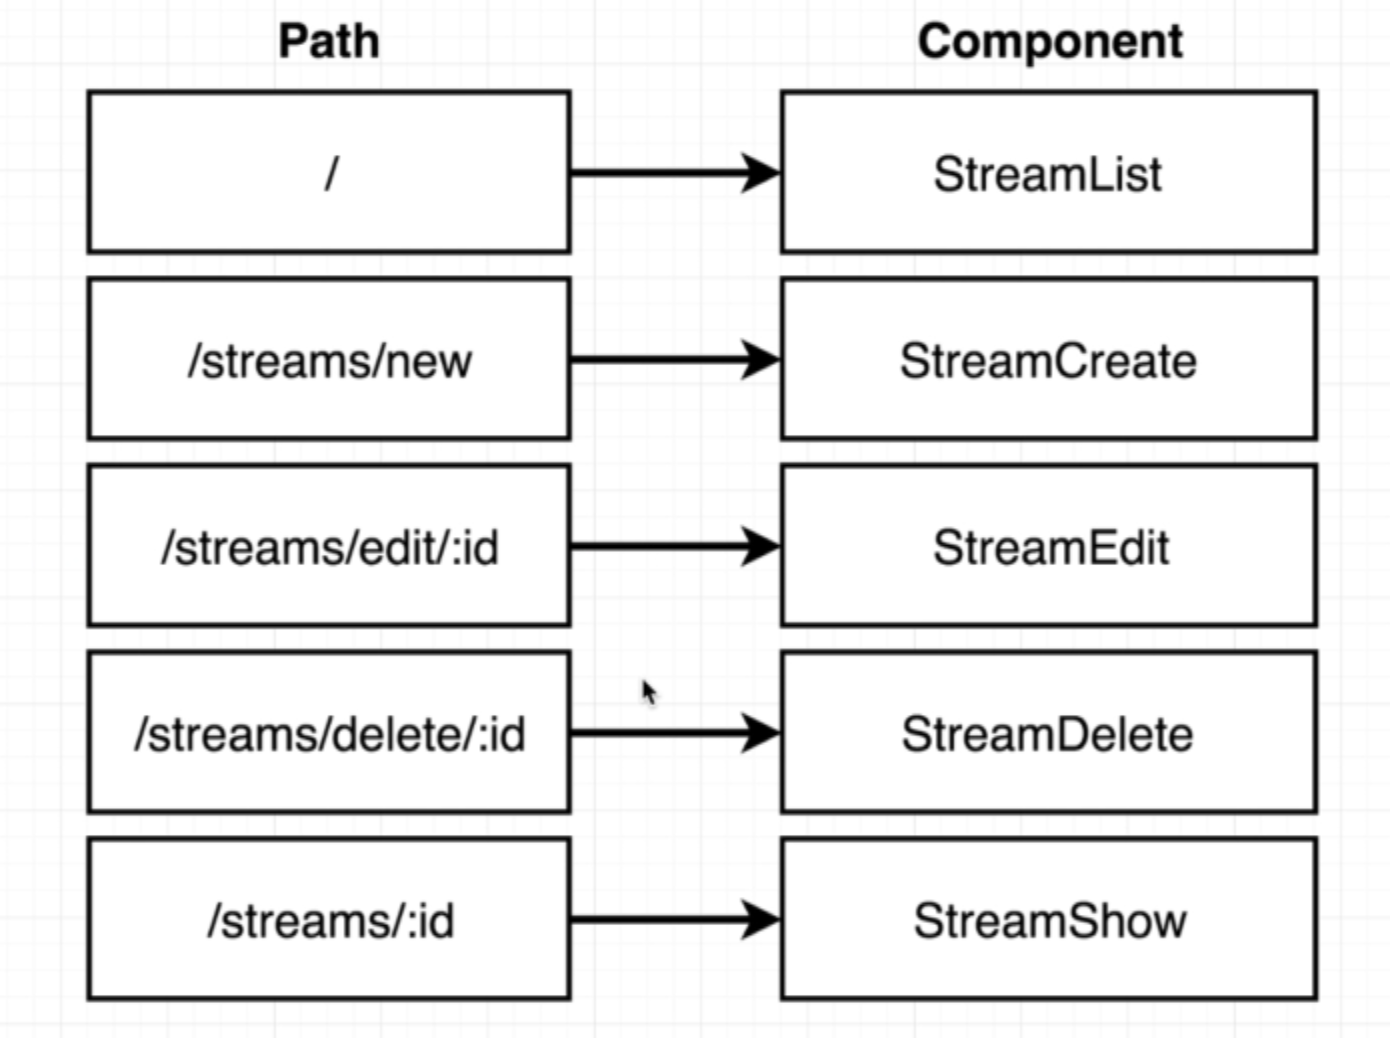 Path Component
/ StreamList
/streams/new StreamCreate
/streams/edit/:id StreamEdit
/streams/delete/:id StreamDelete
/streams/:id StreamShow